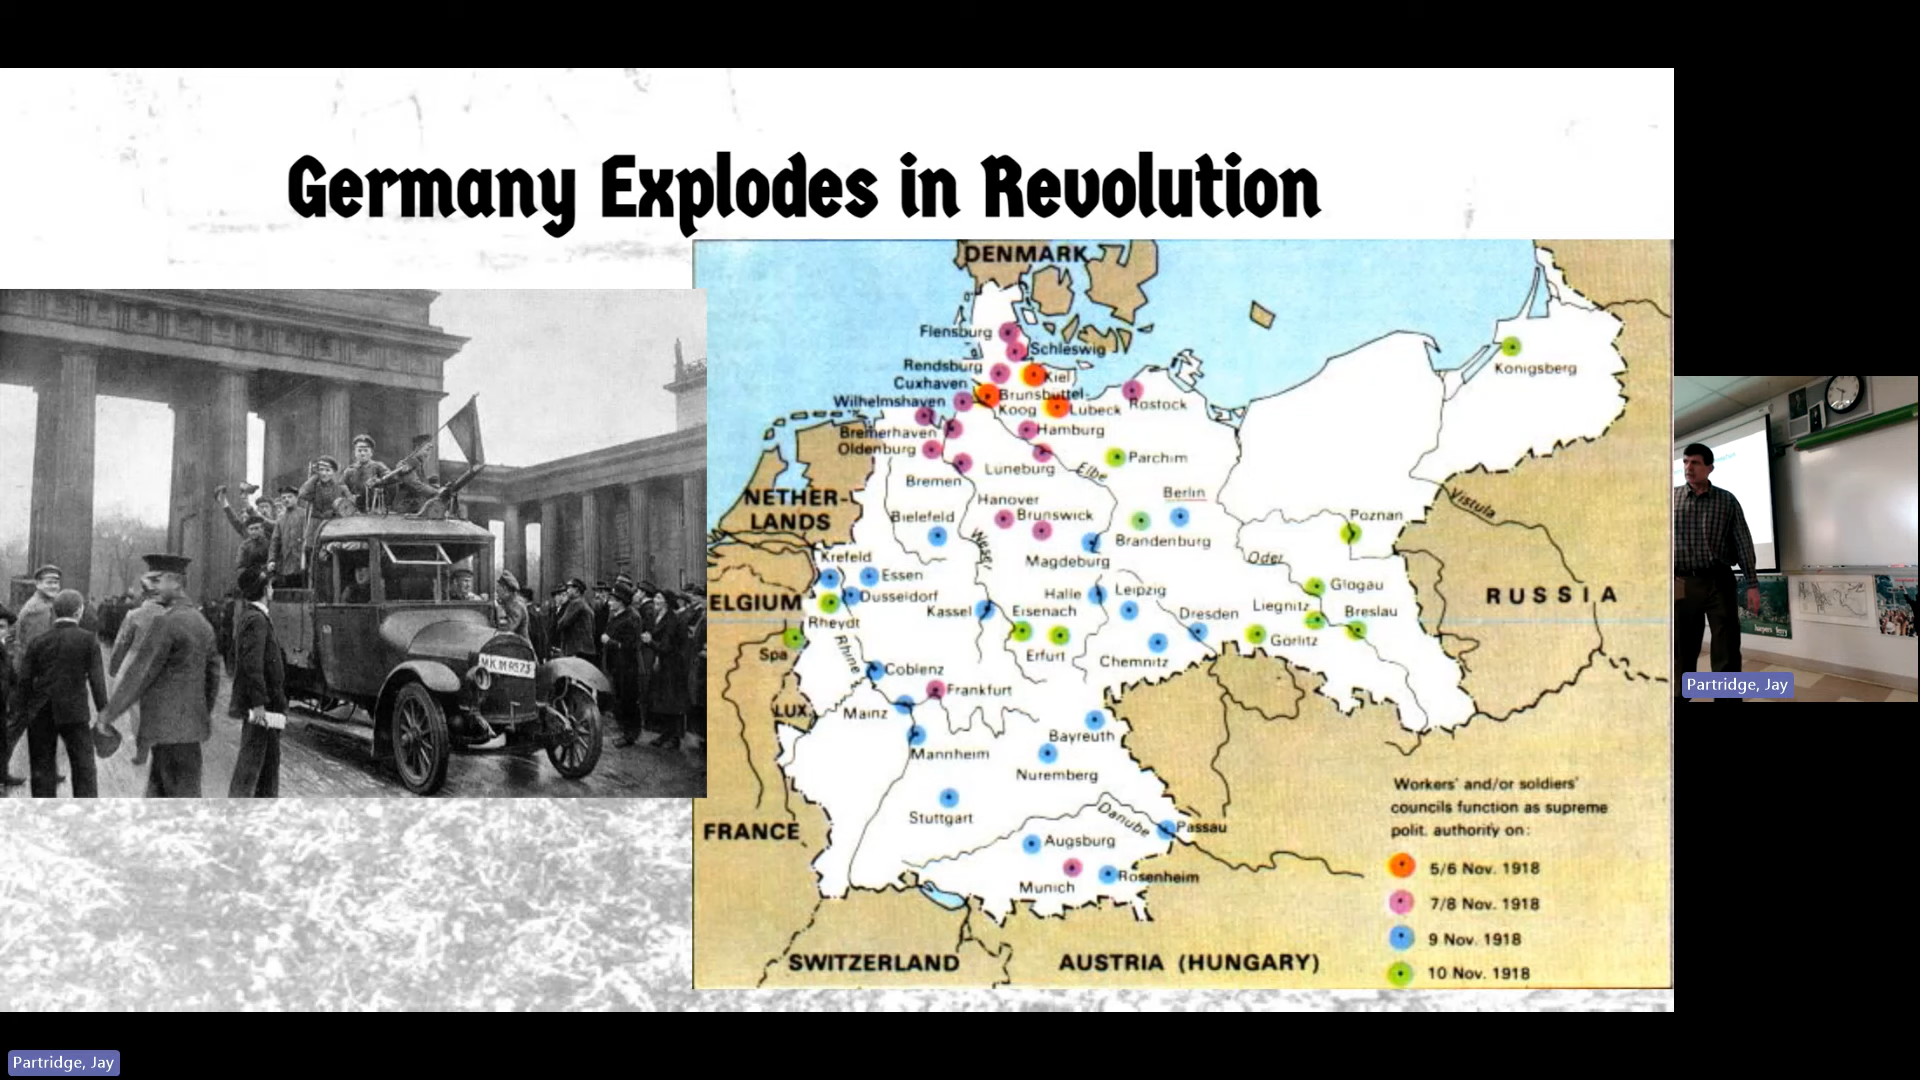 Germany Explodes in Revolution
DENMARK
Flensburg
Schleswig
Rendsburg
Kiel
Cuxhaven
Brunsbuttel-
Koog
Wilhelmshaven
Lubeck
Rostock
Konigsberg
Bremerhaven
Hamburg
Oldenburg
Luneburg
Elbe
Parchim
Bremen
NETHER-
LANDS
Hanover
Berlin
Vistula
Bielefeld
Brunswick
Poznan
Weser
Brandenburg
Magdeburg
Oder
Krefeld
Essen
Dusseldorf
Halle
Leipzig
Glogau
RUSSIA
ELGIUM
Kassel
Eisenach
Dresden
Liegnitz
Breslau
Rheydt
Rhine
Spa
Erfurt
Chemnitz
Gorlitz
Coblenz
Frankfurt
LUX.
Mainz
Bayreuth
Mannheim
Nuremberg
Stuttgart
Danube
Passau
FRANCE
Augsburg
Munich
Rosenheim
SWITZERLAND
AUSTRIA (HUNGARY)
Workers' and/or soldiers'
councils function as supreme
polit. authority on:
5/6 Nov. 1918
7/8 Nov. 1918
9 Nov. 1918
10 Nov. 1918
Partridge, Jay
Partridge, Jay